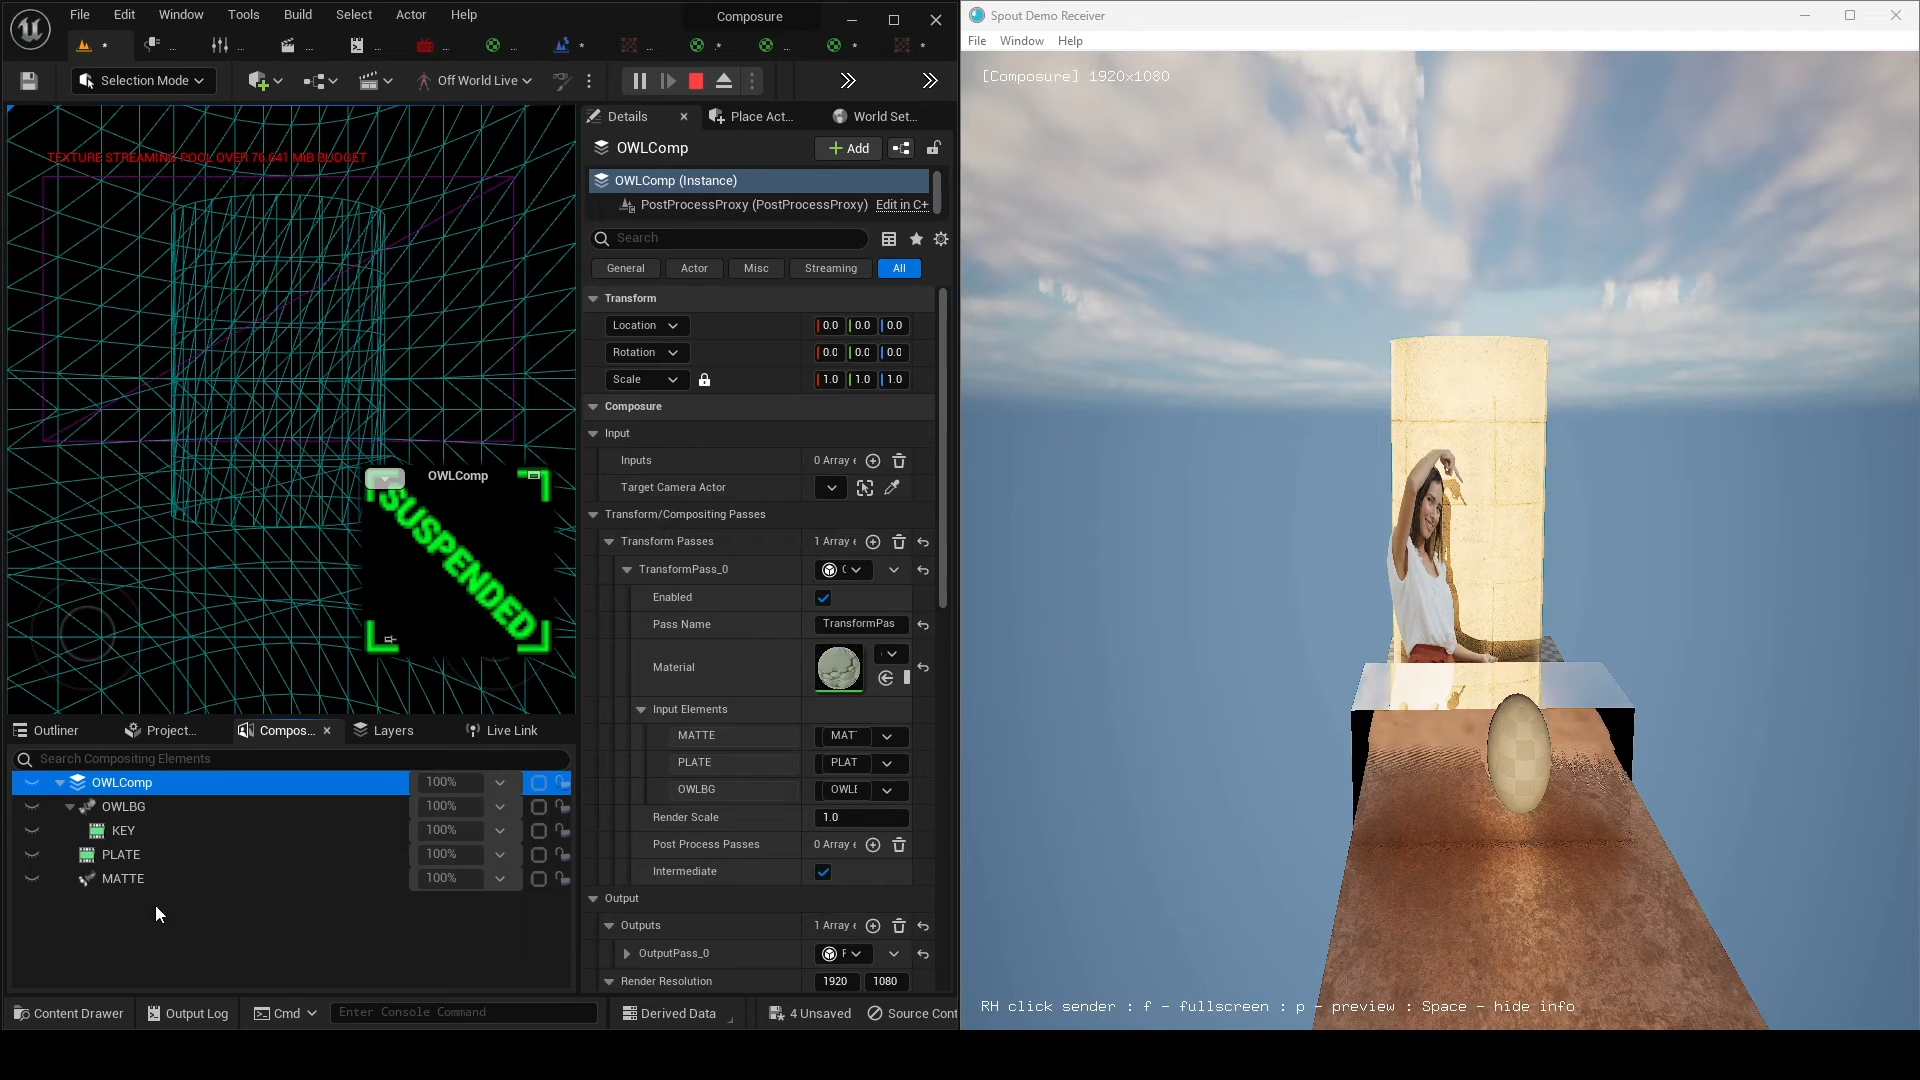 File Edit Window Tools Build Select Actor Help
Composure
Selection Mode
Off World Live
TEXTURE STREAMING POOL OVER 76.641 MiB BUDGET
OWLComp
SUSPENDED
Outliner
Project...
Compos...
Layers
Live Link
Search Compositing Elements
OWLComp 100%
OWLBG 100%
KEY 100%
PLATE 100%
MATTE 100%
Details
Place Act...
World Set...
OWLComp
Add
OWLComp (Instance)
PostProcessProxy (PostProcessProxy) Edit in C+
Search
General Actor Misc Streaming All
Transform
Location 0.0 0.0 0.0
Rotation 0.0 0.0 0.0
Scale 1.0 1.0 1.0
Composure
Input
Inputs 0 Array e
Target Camera Actor
Transform/Compositing Passes
Transform Passes 1 Array e
TransformPass_0
Enabled
Pass Name TransformPas
Material
Input Elements
MATTE MAT
PLATE PLAT
OWLBG OWLE
Render Scale 1.0
Post Process Passes 0 Array e
Intermediate
Output
Outputs 1 Array e
OutputPass_0 F
Render Resolution 1920 1080
Content Drawer
Output Log
Cmd
Enter Console Command
Derived Data
4 Unsaved
Source Cont
Spout Demo Receiver
File Window Help
[Composure] 1920x1080
RH click sender : f - fullscreen : p - preview : Space - hide info